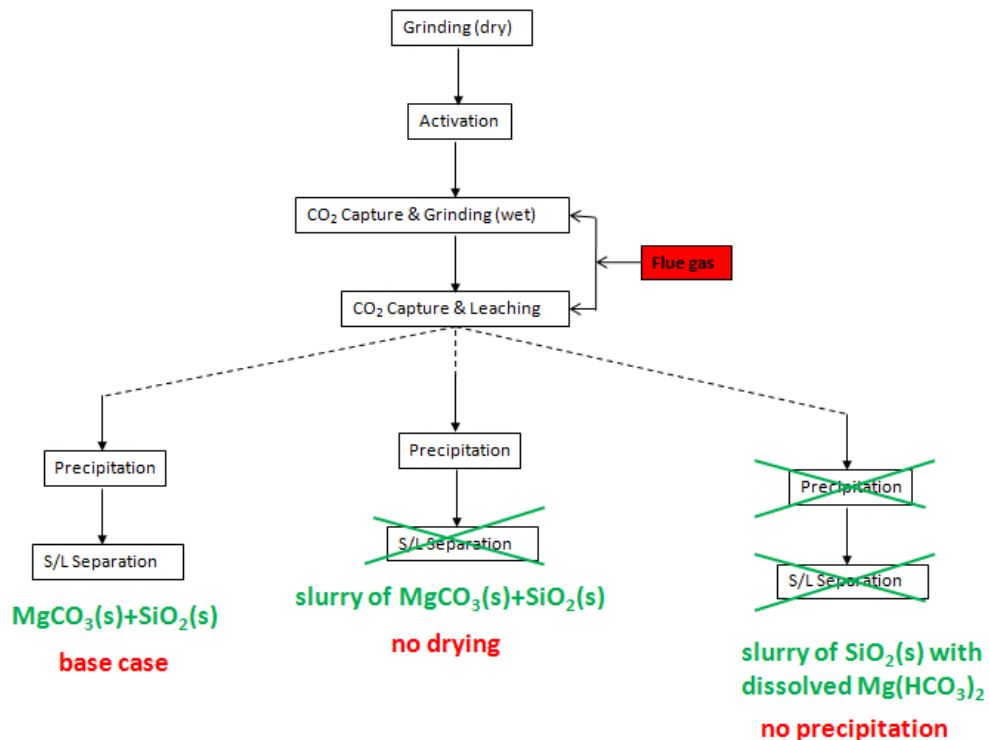 Grinding (dry)
Activation
CO₂ Capture & Grinding (wet)
Flue gas
CO₂ Capture & Leaching
Precipitation
S/L Separation
MgCO₃(s)+SiO₂(s)
base case
Precipitation
S/L Separation
slurry of MgCO₃(s)+SiO₂(s)
no drying
Precipitation
S/L Separation
slurry of SiO₂(s) with
dissolved Mg(HCO₃)₂
no precipitation